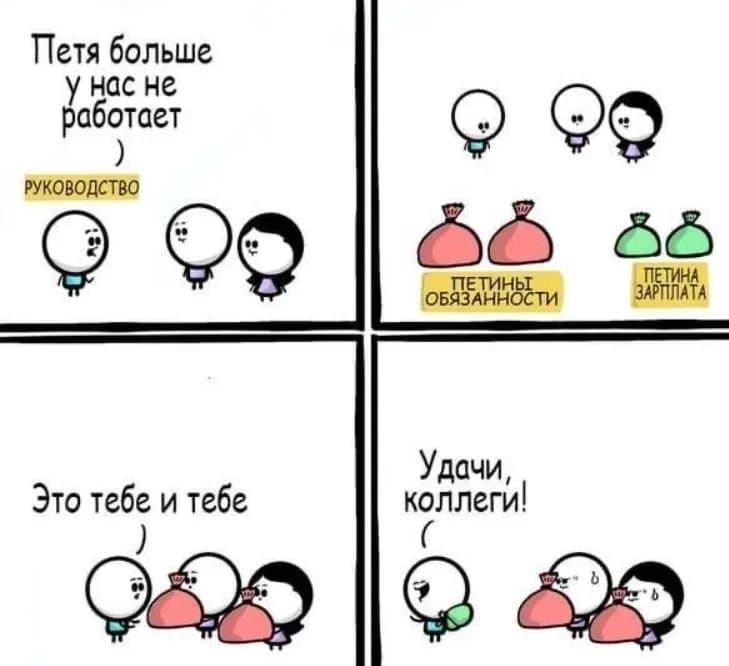 Петя больше
у нас не
работает
РУКОВОДСТВО
ПЕТИНЫ
ОБЯЗАННОСТИ
ПЕТИНА
ЗАРПЛАТА
Это тебе и тебе
Удачи,
коллеги!